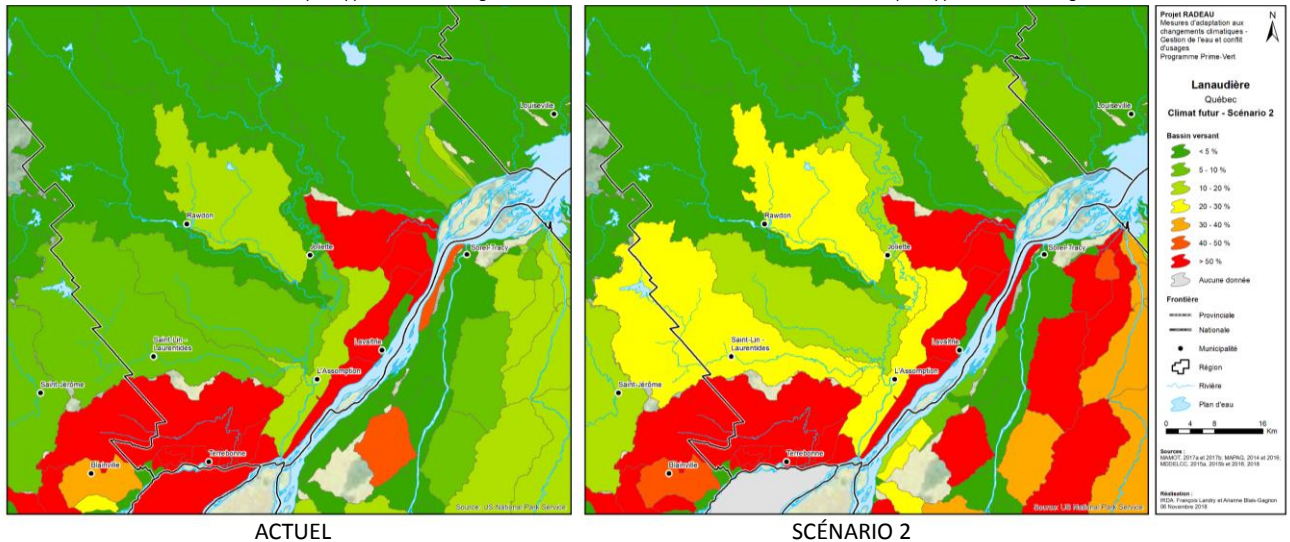 Louiseville
Rawdon
Joliette
Sorel-Tracy
Lavaltrie
Saint-Lin -
Laurentides
L'Assomption
Saint-Jérôme
Terrebonne
Blainville
Source: US National Park Service
ACTUEL
Louiseville
Rawdon
Joliette
Sorel-Tracy
Lavaltrie
Saint-Lin -
Laurentides
L'Assomption
Saint-Jérôme
Terrebonne
Blainville
Source: US National Park Service
SCÉNARIO 2
Projet RADEAU
Mesures d'adaptation aux
changements climatiques -
Gestion de l'eau et conflit
d'usages
Programme Prime-Vert
N
Lanaudière
Québec
Climat futur - Scénario 2
Bassin versant
< 5 %
5 - 10 %
10 - 20 %
20 - 30 %
30 - 40 %
40 - 50 %
> 50 %
Aucune donnée
Frontière
Provinciale
Nationale
Municipalité
Région
Rivière
Plan d'eau
0 4 8 16
Km
Sources :
MAMOT, 2017a et 2017b; MAPAQ, 2014 et 2016;
MDDELCC, 2015a, 2015b et 2016, 2018
Réalisation :
IRDA: François Landry et Arianne Blais-Gagnon
06 Novembre 2018